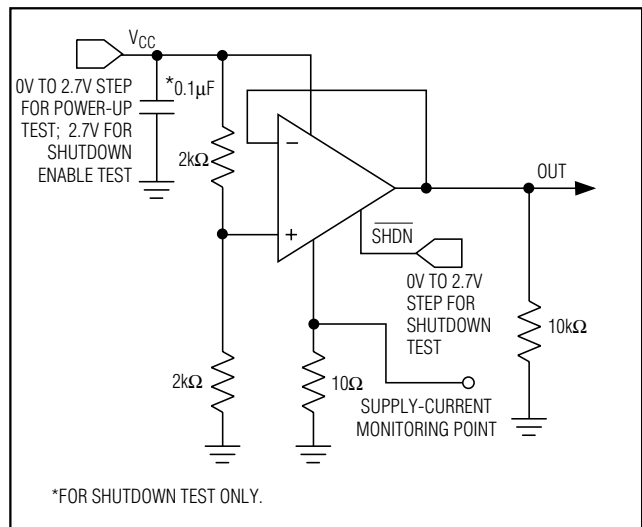 VCC
0V TO 2.7V STEP
FOR POWER-UP
TEST; 2.7V FOR
SHUTDOWN
ENABLE TEST
*0.1μF
2kΩ
−
+
OUT
SHDN
0V TO 2.7V
STEP FOR
SHUTDOWN
TEST
10kΩ
2kΩ
10Ω
SUPPLY-CURRENT
MONITORING POINT
*FOR SHUTDOWN TEST ONLY.